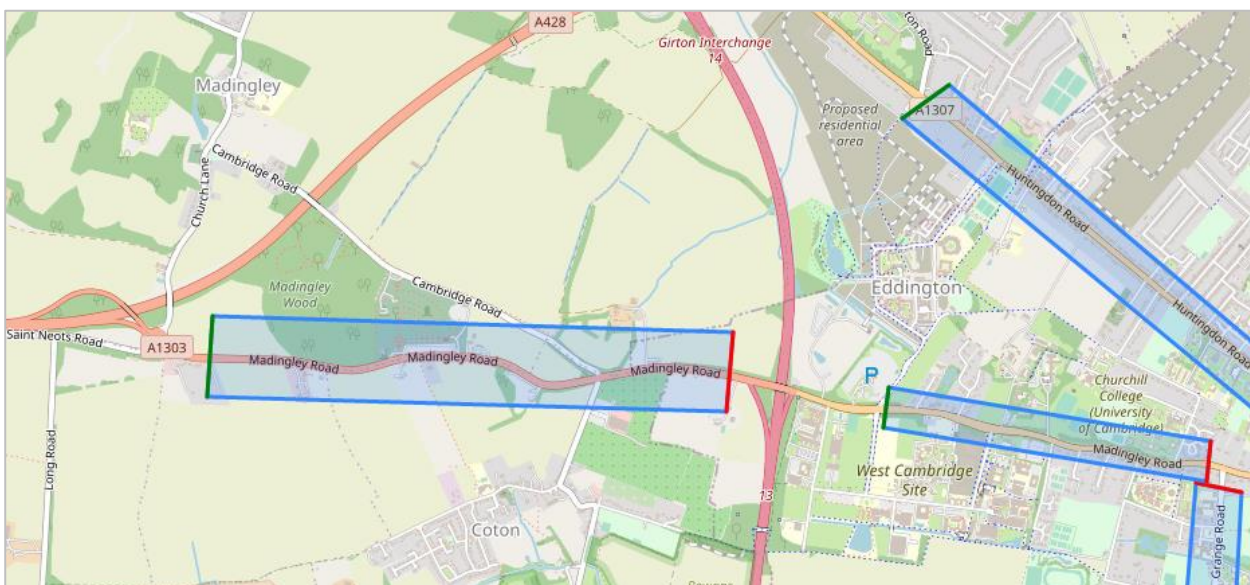 A428
Girton Interchange
14
ton Road
Madingley
A1307
Proposed
residential
area
Cambridge Road
Church Lane
Huntingdon Road
Madingley
Wood
Cambridge Road
Eddington
Huntingdon Road
Saint Neots Road
A1303
Madingley Road
Madingley Road
Madingley Road
P
Churchill
College
(University
of Cambridge)
Madingley Road
Long Road
West Cambridge
Site
13
Coton
Grange Road